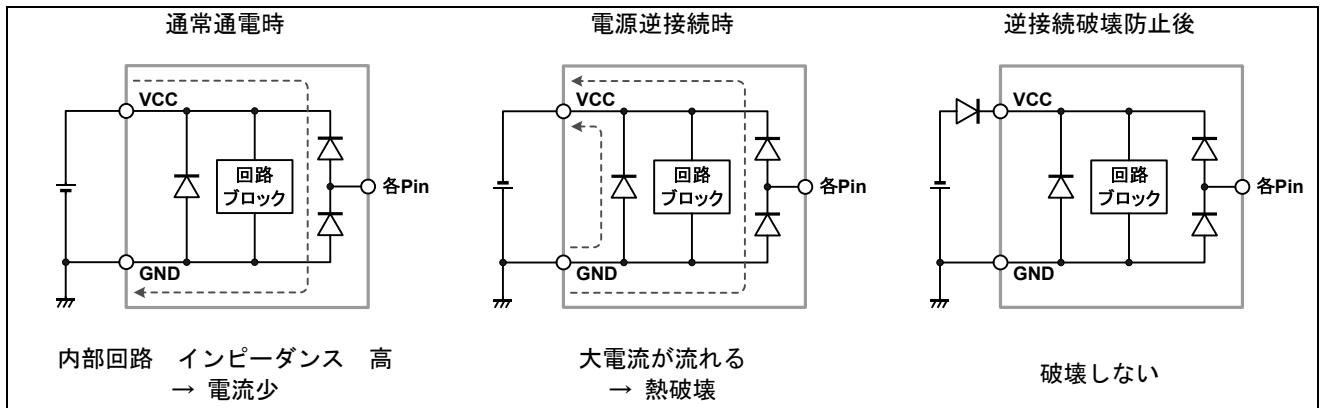 通常通電時
VCC
回路
ブロック
各Pin
GND
内部回路　インピーダンス　高
→ 電流少
電源逆接続時
VCC
回路
ブロック
各Pin
GND
大電流が流れる
→ 熱破壊
逆接続破壊防止後
VCC
回路
ブロック
各Pin
GND
破壊しない